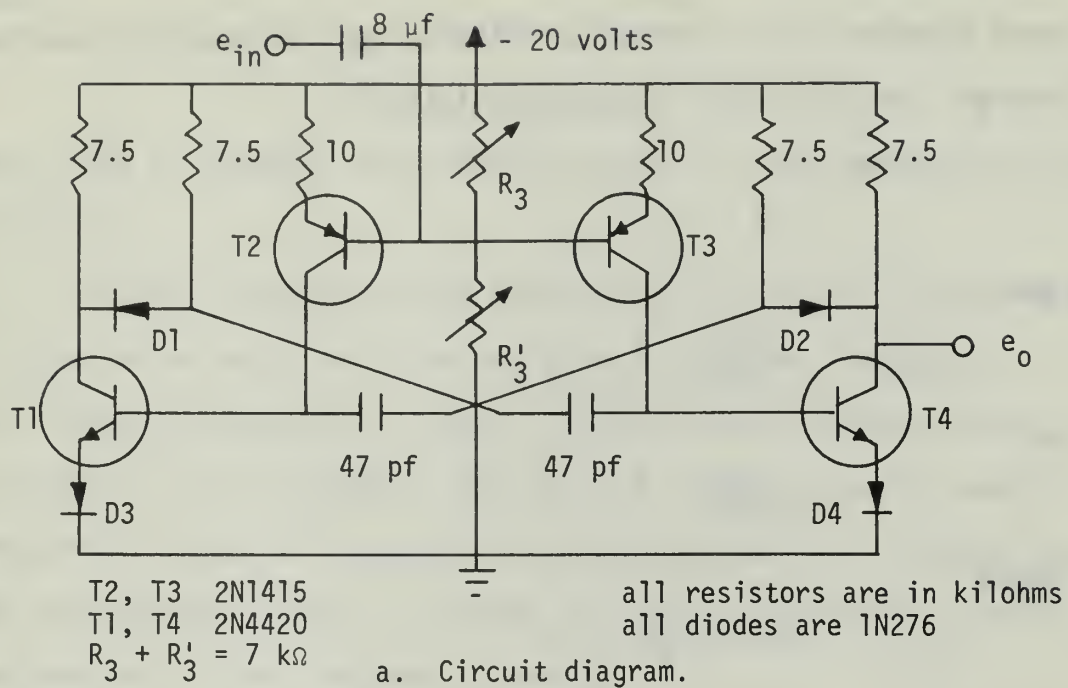 8 µf
e_in
- 20 volts
7.5
7.5
10
10
7.5
7.5
R_3
T2
T3
D1
D2
R'_3
e_o
T1
T4
47 pf
47 pf
D3
D4
T2, T3 2N1415
T1, T4 2N4420
R_3 + R'_3 = 7 kΩ
all resistors are in kilohms
all diodes are 1N276
a. Circuit diagram.